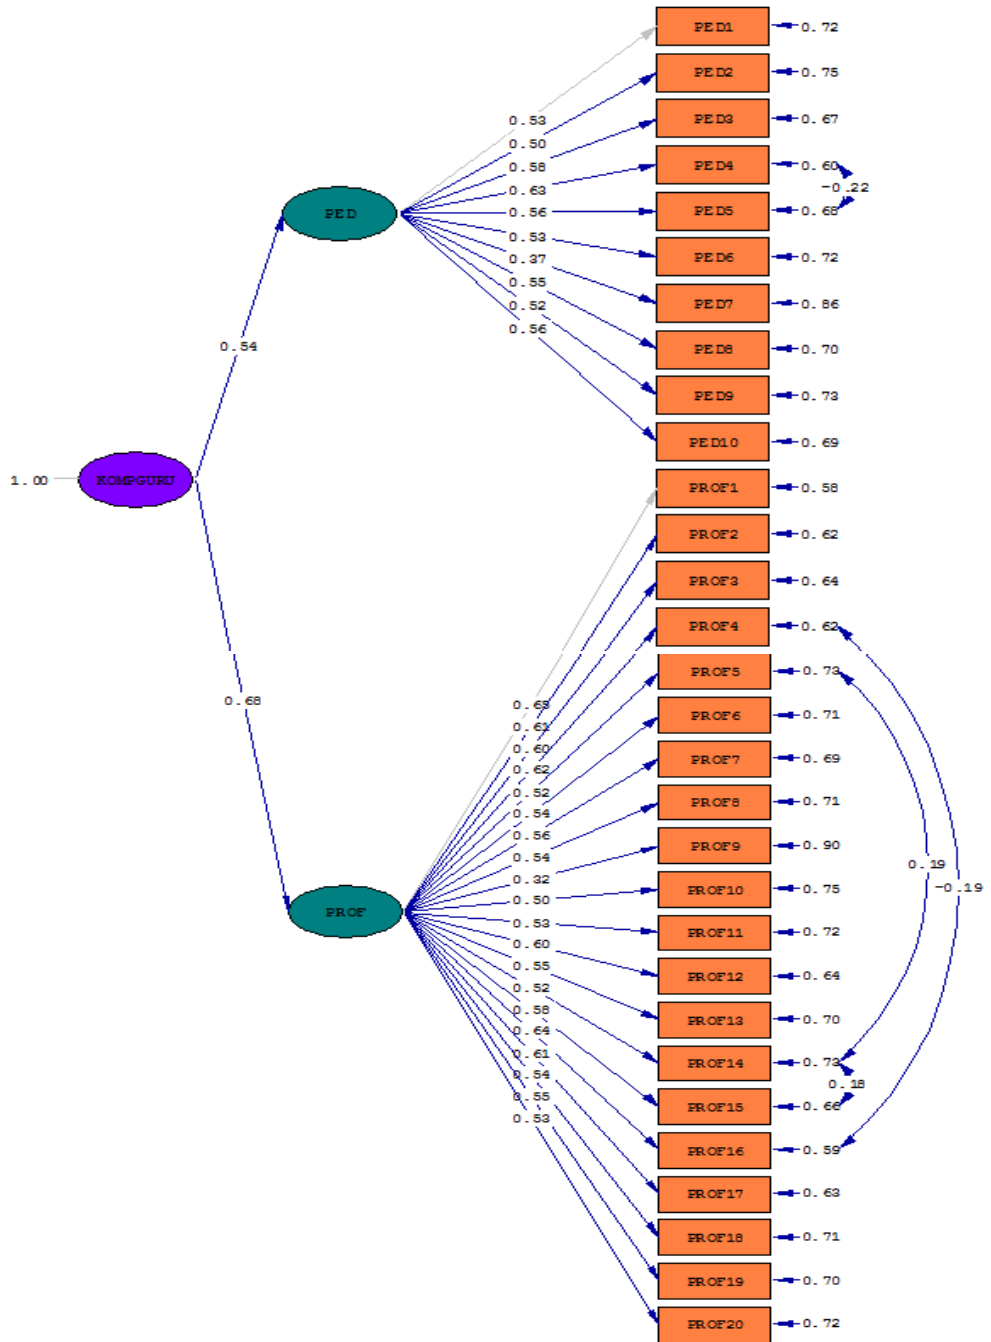 PED1 0.72
PED2 0.75
PED3 0.67
PED4 0.60
-0.22
PED5 0.68
PED6 0.72
PED7 0.86
PED8 0.70
PED9 0.73
PED10 0.69
0.53
0.50
0.58
0.63
0.56
0.53
0.37
0.55
0.52
0.56
PED
0.54
1.00 KOMPGURU
0.68
PROF
PROF1 0.58
PROF2 0.62
PROF3 0.64
PROF4 0.62
PROF5 0.73
PROF6 0.71
PROF7 0.69
PROF8 0.71
PROF9 0.90
PROF10 0.75
PROF11 0.72
PROF12 0.64
PROF13 0.70
PROF14 0.73
0.18
PROF15 0.66
PROF16 0.59
PROF17 0.63
PROF18 0.71
PROF19 0.70
PROF20 0.72
0.61
0.60
0.62
0.52
0.54
0.56
0.54
0.32
0.50
0.53
0.60
0.55
0.52
0.58
0.64
0.61
0.54
0.55
0.53
0.19
-0.19